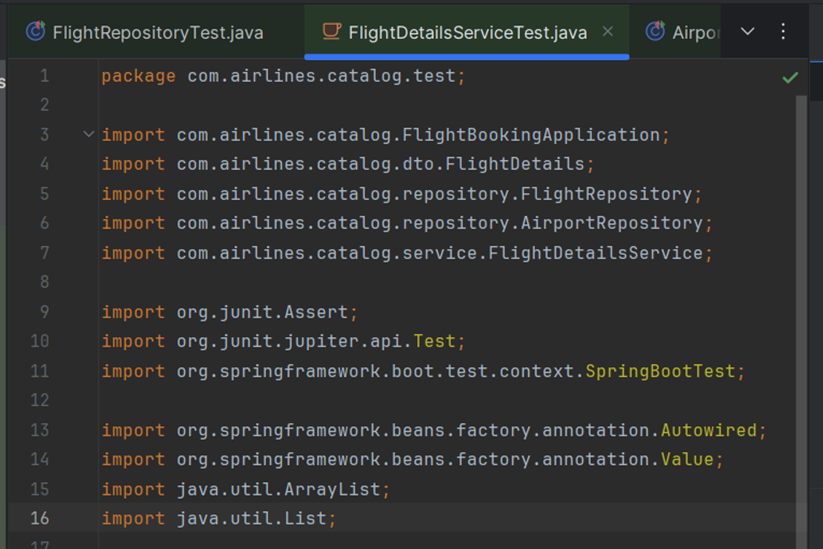 FlightRepositoryTest.java FlightDetailsServiceTest.java
1 package com.airlines.catalog.test;
2
3 import com.airlines.catalog.FlightBookingApplication;
4 import com.airlines.catalog.dto.FlightDetails;
5 import com.airlines.catalog.repository.FlightRepository;
6 import com.airlines.catalog.repository.AirportRepository;
7 import com.airlines.catalog.service.FlightDetailsService;
8
9 import org.junit.Assert;
10 import org.junit.jupiter.api.Test;
11 import org.springframework.boot.test.context.SpringBootTest;
12
13 import org.springframework.beans.factory.annotation.Autowired;
14 import org.springframework.beans.factory.annotation.Value;
15 import java.util.ArrayList;
16 import java.util.List;
17